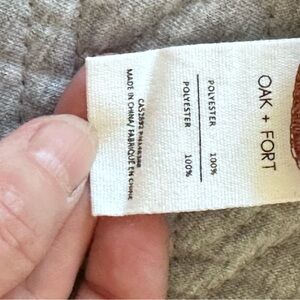 OAK + FORT
POLYESTER 100%
POLYESTER 100%
MADE IN CHINA/ FABRIQUÉ EN CHINE